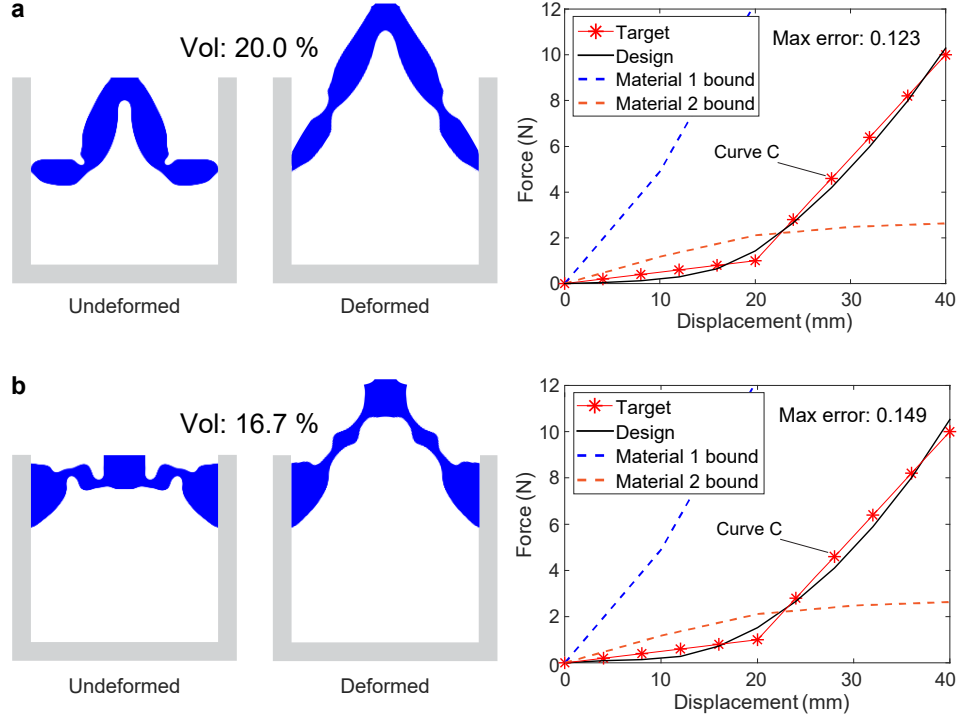 a
Vol: 20.0 %
Undeformed
Deformed
Force (N)
12
10
8
6
4
2
0
Target
Design
Material 1 bound
Material 2 bound
Max error: 0.123
Curve C
0
10
20
30
40
Displacement (mm)
b
Vol: 16.7 %
Undeformed
Deformed
Force (N)
12
10
8
6
4
2
0
Target
Design
Material 1 bound
Material 2 bound
Max error: 0.149
Curve C
0
10
20
30
40
Displacement (mm)